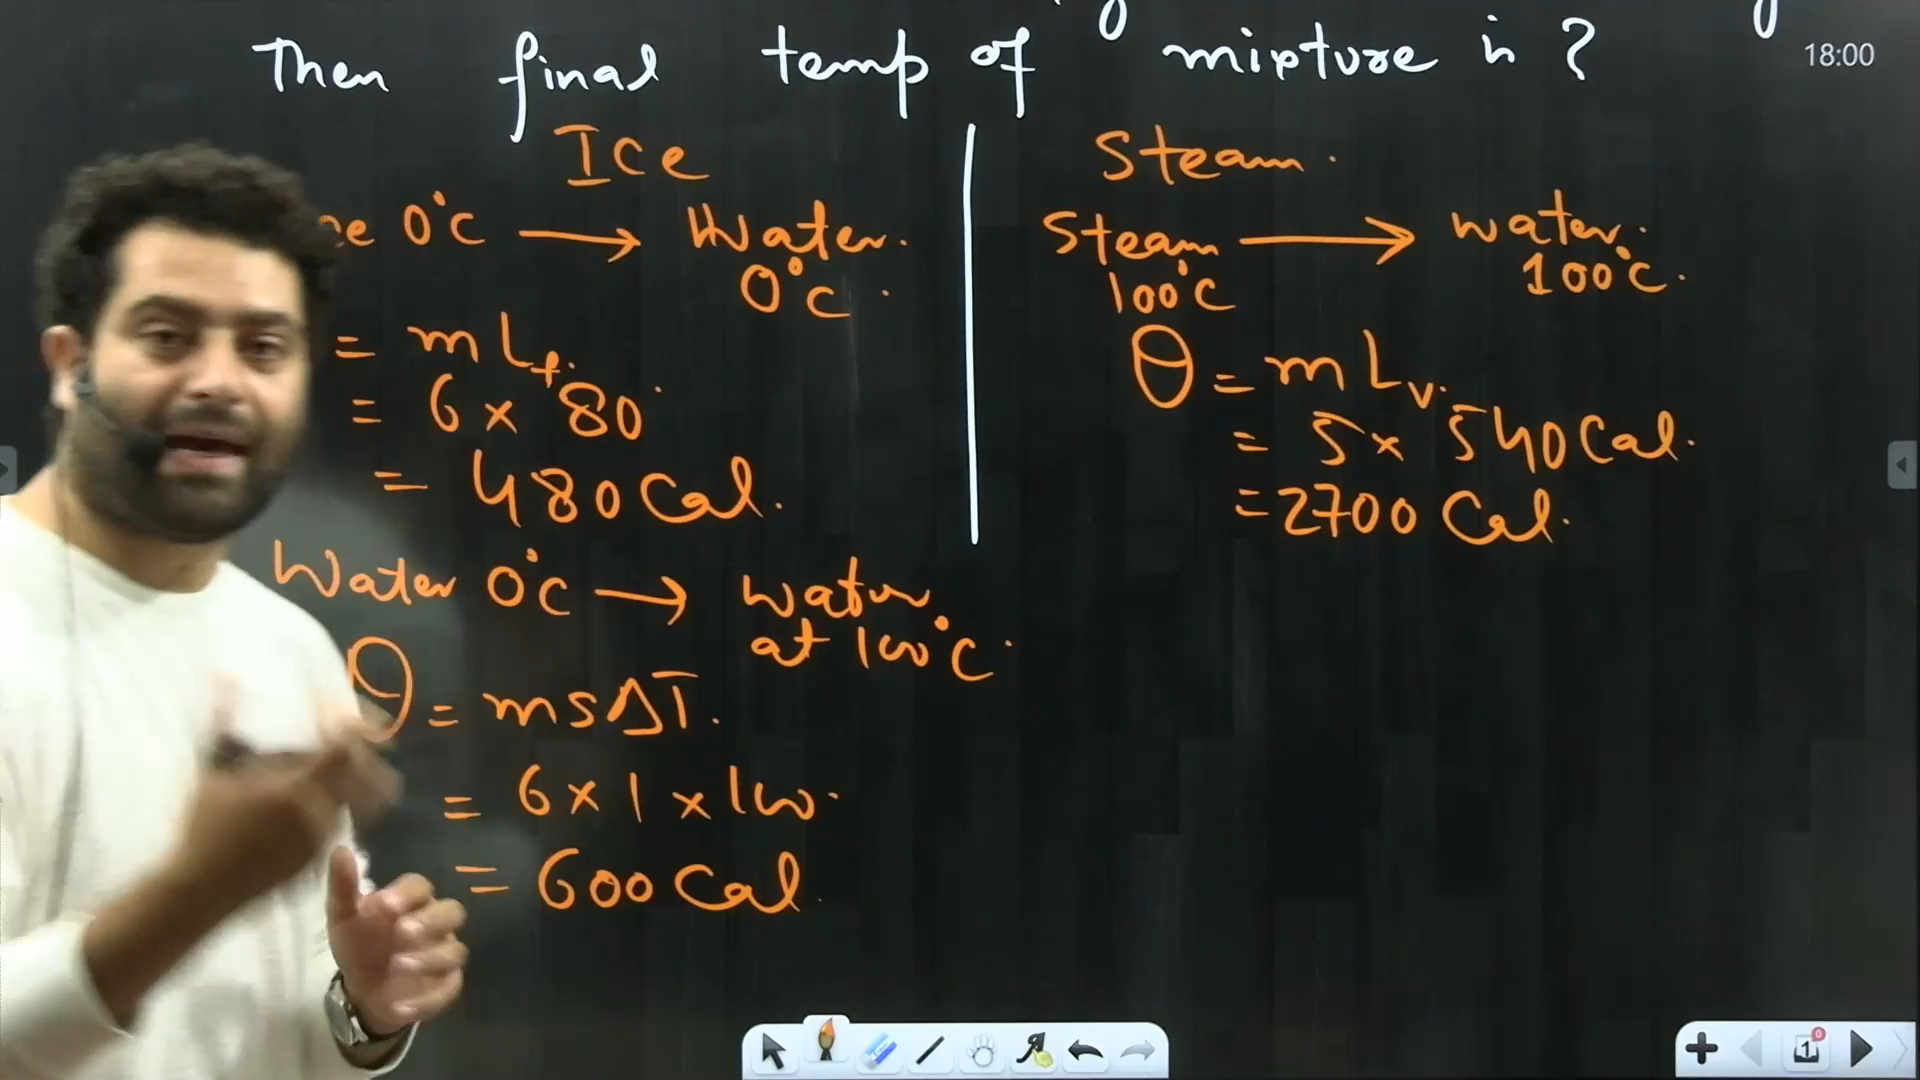 Then final temp of mixture is ?
18:00
Ice
0°C → Water
0°C
= mLf
= 6 × 80
= 480 Cal.
Water 0°C → water
at 100°C
Q = msΔT
= 6 × 1 × 100
= 600 Cal
Steam
Steam → water
100°C 100°C
Q = mLv
= 5 × 540 Cal
= 2700 Cal
1
0